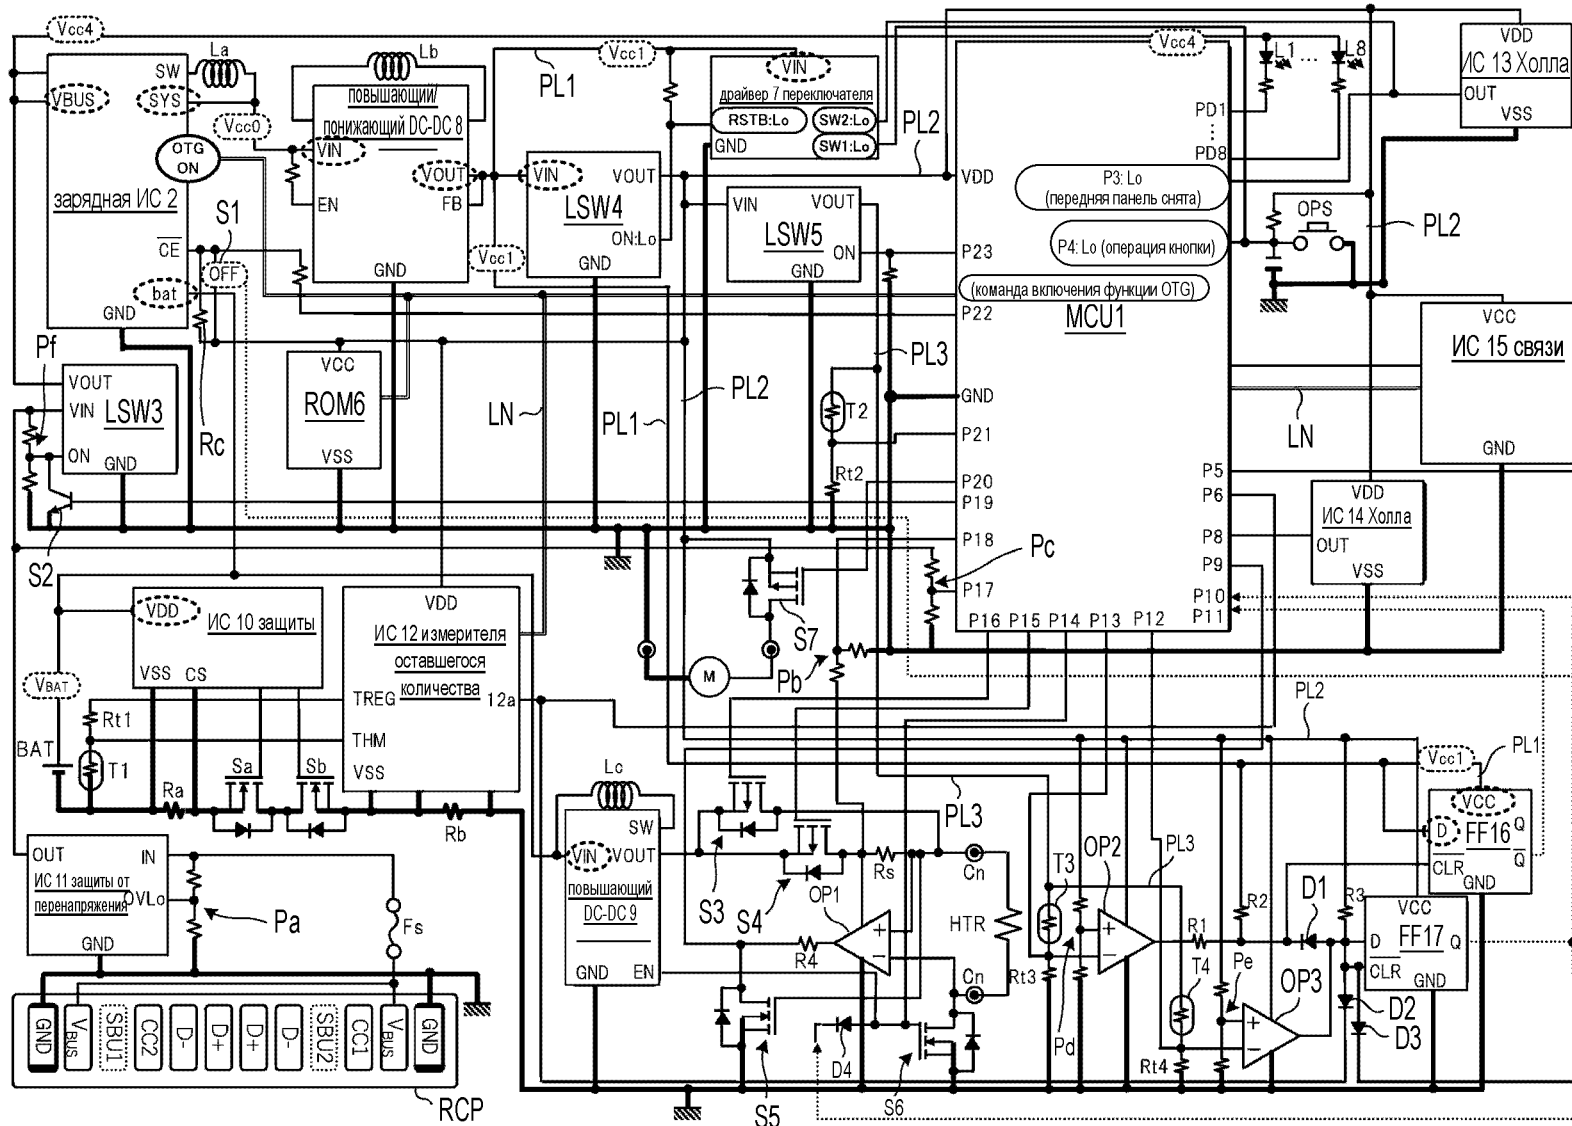 Vcc4
La
Lb
Vcc1
Vcc4
L1
...
L8
VDD
ИС 13 Холла
OUT
VSS
SW
VBUS
SYS
Vcc0
OTG
ON
зарядная ИС 2
CE
bat
GND
S1
OFF
повышающий/
понижающий DC-DC 8
VIN
VOUT
FB
EN
GND
PL1
VIN
драйвер 7 переключателя
RSTB:Lo
SW2:Lo
GND
SW1:Lo
PL2
VIN
VOUT
LSW4
ON:Lo
GND
Vcc1
VIN
VOUT
LSW5
ON
GND
PD1
PD8
VDD
P3: Lo
(передняя панель снята)
P4: Lo (операция кнопки)
OPS
PL2
P23
(команда включения функции OTG)
MCU1
P22
VCC
ИС 15 связи
GND
LN
Pf
VOUT
VIN
LSW3
ON
GND
Rc
VCC
ROM6
VSS
LN
PL1
PL2
PL3
T2
Rt2
GND
P21
P20
P19
P18
P17
P5
P6
P8
P9
P10
P11
VDD
ИС 14 Холла
OUT
VSS
S2
Pc
P16
P15
P14
P13
P12
VDD
ИС 10 защиты
VSS
CS
VDD
ИС 12 измерителя
оставшегося
количества
TREG
12a
THM
VSS
S7
M
Pb
VBAT
BAT
Rt1
T1
Ra
Sa
Sb
Rb
PL2
Vcc1
PL1
Lc
SW
VIN
VOUT
повышающий
DC-DC 9
GND
EN
S3
S4
Rs
Cn
PL3
OP1
R4
HTR
Cn
T3
OP2
PL3
Rt3
Pd
R1
R2
D1
R3
T4
Pe
OP3
Rt4
VCC
D
FF16
Q
Q
CLR
GND
VCC
D
FF17
Q
CLR
GND
D2
D3
D4
S5
S6
OUT
IN
ИС 11 защиты от
перенапряжения
OVLo
GND
Pa
Fs
GND
VBUS
SBU1
CC2
D-
D+
D+
D-
SBU2
CC1
VBUS
GND
RCP